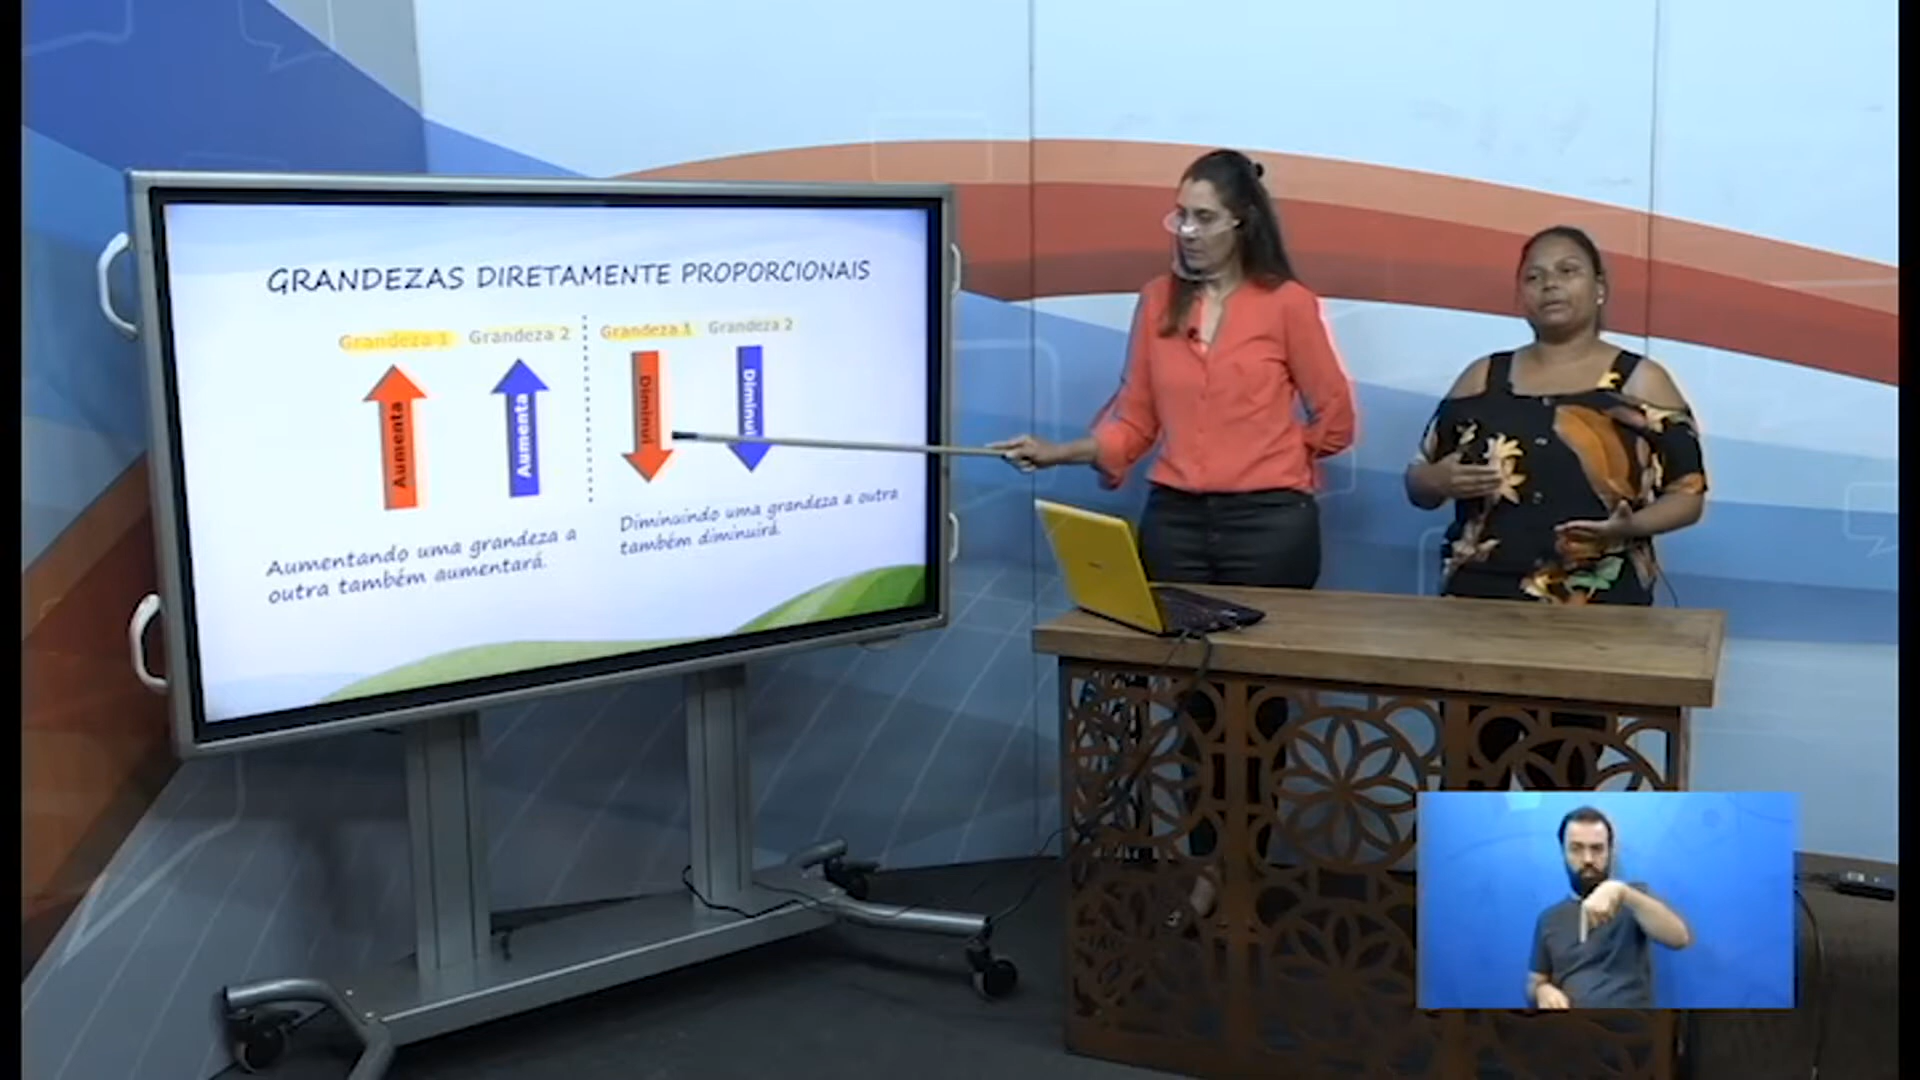 GRANDEZAS DIRETAMENTE PROPORCIONAIS
Grandeza 1 Grandeza 2
Aumenta
Aumenta
Aumentando uma grandeza a
outra também aumentará.
Grandeza 1 Grandeza 2
Diminui
Diminui
Diminuindo uma grandeza a outra
também diminuirá.